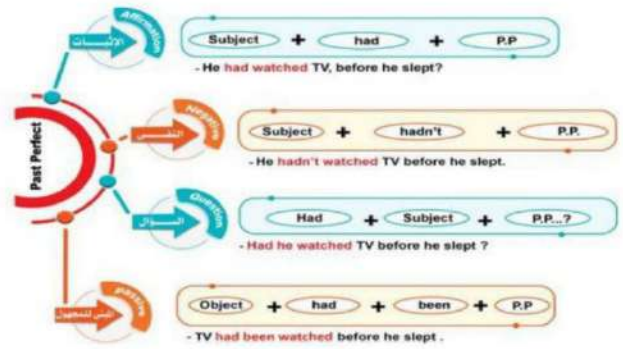 Past Perfect
Affirmation
الإثبات
Subject + had + P.P
- He had watched TV, before he slept?
Negative
النفى
Subject + hadn't + P.P.
- He hadn't watched TV before he slept.
Question
السؤال
Had + Subject + P.P...?
- Had he watched TV before he slept ?
Passive
المبنى للمجهول
Object + had + been + P.P
- TV had been watched before he slept .